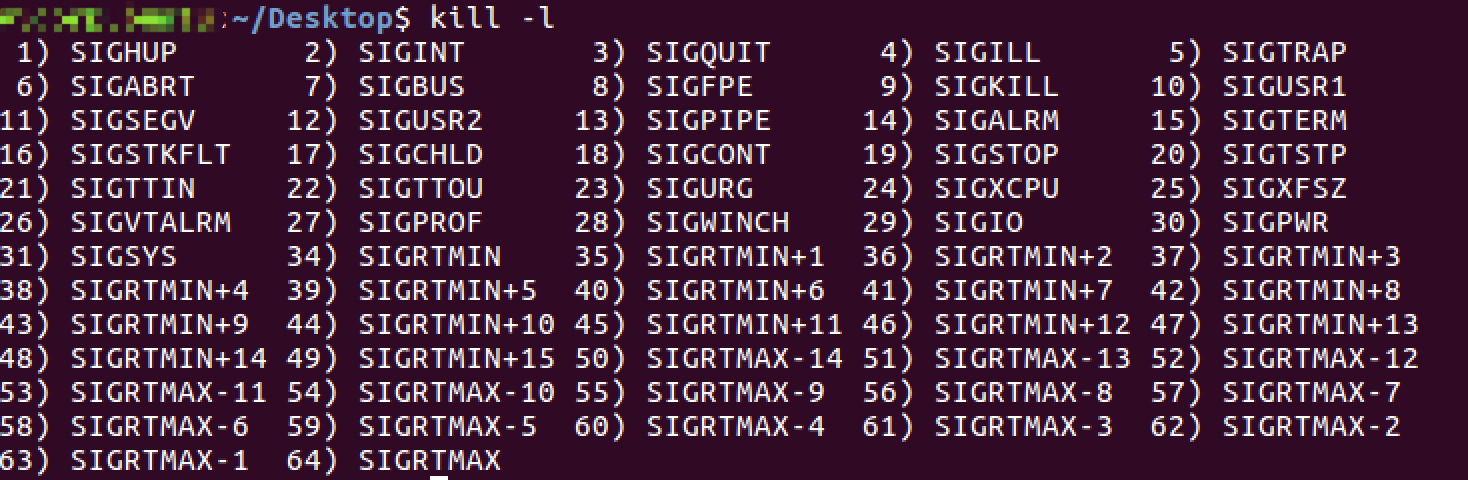 :~/Desktop$ kill -l
1) SIGHUP 2) SIGINT 3) SIGQUIT 4) SIGILL 5) SIGTRAP
6) SIGABRT 7) SIGBUS 8) SIGFPE 9) SIGKILL 10) SIGUSR1
11) SIGSEGV 12) SIGUSR2 13) SIGPIPE 14) SIGALRM 15) SIGTERM
16) SIGSTKFLT 17) SIGCHLD 18) SIGCONT 19) SIGSTOP 20) SIGTSTP
21) SIGTTIN 22) SIGTTOU 23) SIGURG 24) SIGXCPU 25) SIGXFSZ
26) SIGVTALRM 27) SIGPROF 28) SIGWINCH 29) SIGIO 30) SIGPWR
31) SIGSYS 34) SIGRTMIN 35) SIGRTMIN+1 36) SIGRTMIN+2 37) SIGRTMIN+3
38) SIGRTMIN+4 39) SIGRTMIN+5 40) SIGRTMIN+6 41) SIGRTMIN+7 42) SIGRTMIN+8
43) SIGRTMIN+9 44) SIGRTMIN+10 45) SIGRTMIN+11 46) SIGRTMIN+12 47) SIGRTMIN+13
48) SIGRTMIN+14 49) SIGRTMIN+15 50) SIGRTMAX-14 51) SIGRTMAX-13 52) SIGRTMAX-12
53) SIGRTMAX-11 54) SIGRTMAX-10 55) SIGRTMAX-9 56) SIGRTMAX-8 57) SIGRTMAX-7
58) SIGRTMAX-6 59) SIGRTMAX-5 60) SIGRTMAX-4 61) SIGRTMAX-3 62) SIGRTMAX-2
63) SIGRTMAX-1 64) SIGRTMAX